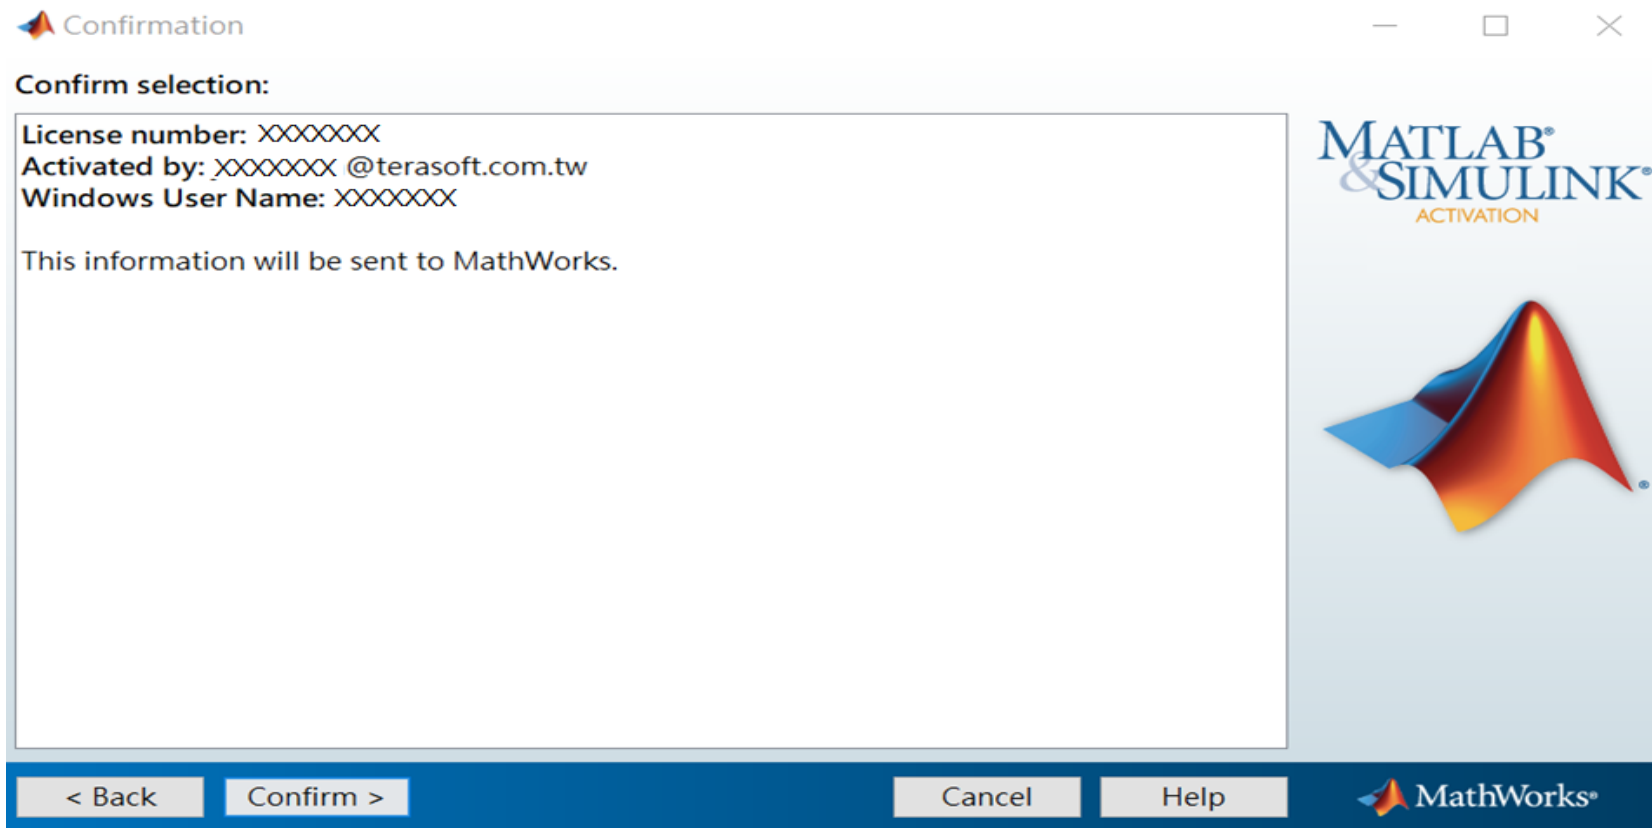 Confirmation
Confirm selection:
License number: XXXXXXX
Activated by: XXXXXXX @terasoft.com.tw
Windows User Name: XXXXXXX
This information will be sent to MathWorks.
MATLAB®
&SIMULINK®
ACTIVATION
®
< Back
Confirm >
Cancel
Help
MathWorks®